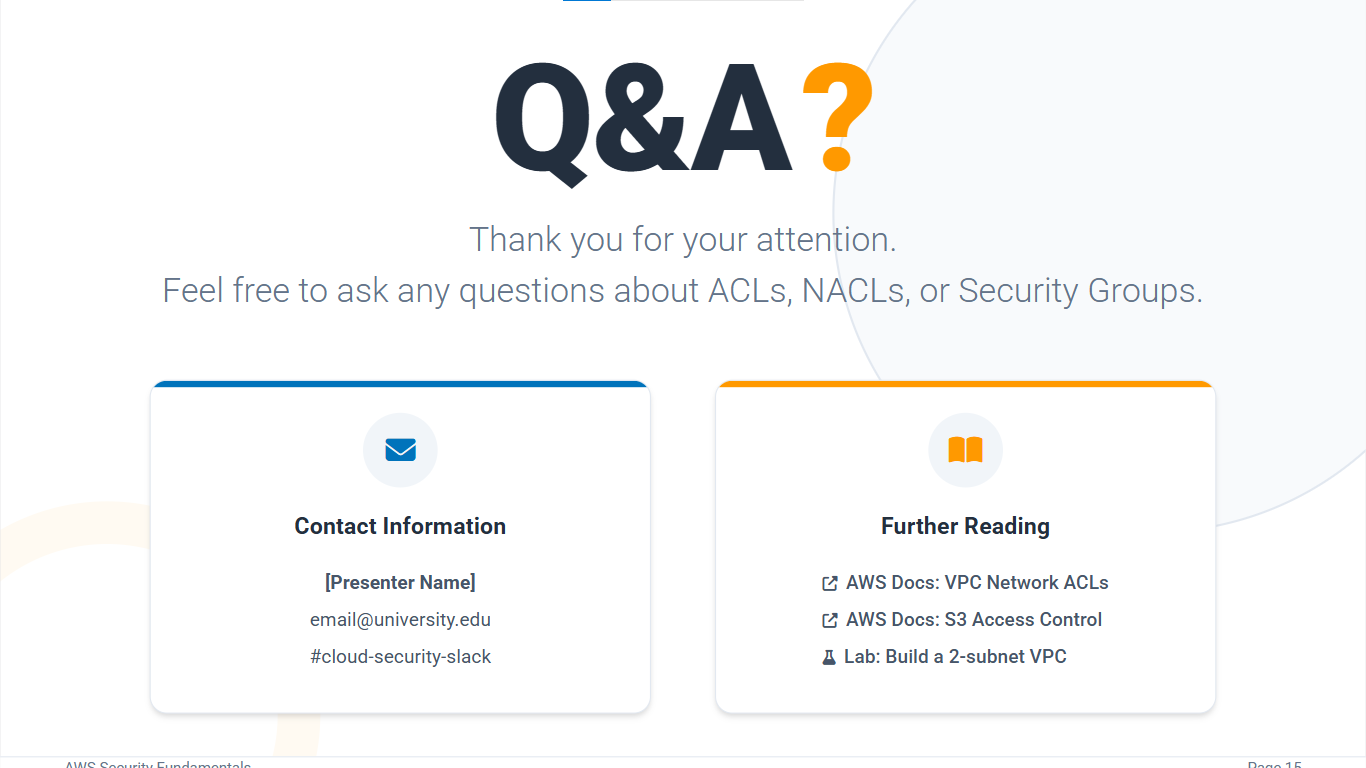 Q&A?
Thank you for your attention.
Feel free to ask any questions about ACLs, NACLs, or Security Groups.
Contact Information
[Presenter Name]
email@university.edu
#cloud-security-slack
Further Reading
AWS Docs: VPC Network ACLs
AWS Docs: S3 Access Control
Lab: Build a 2-subnet VPC
AWS Security Fundamentals
Page 15